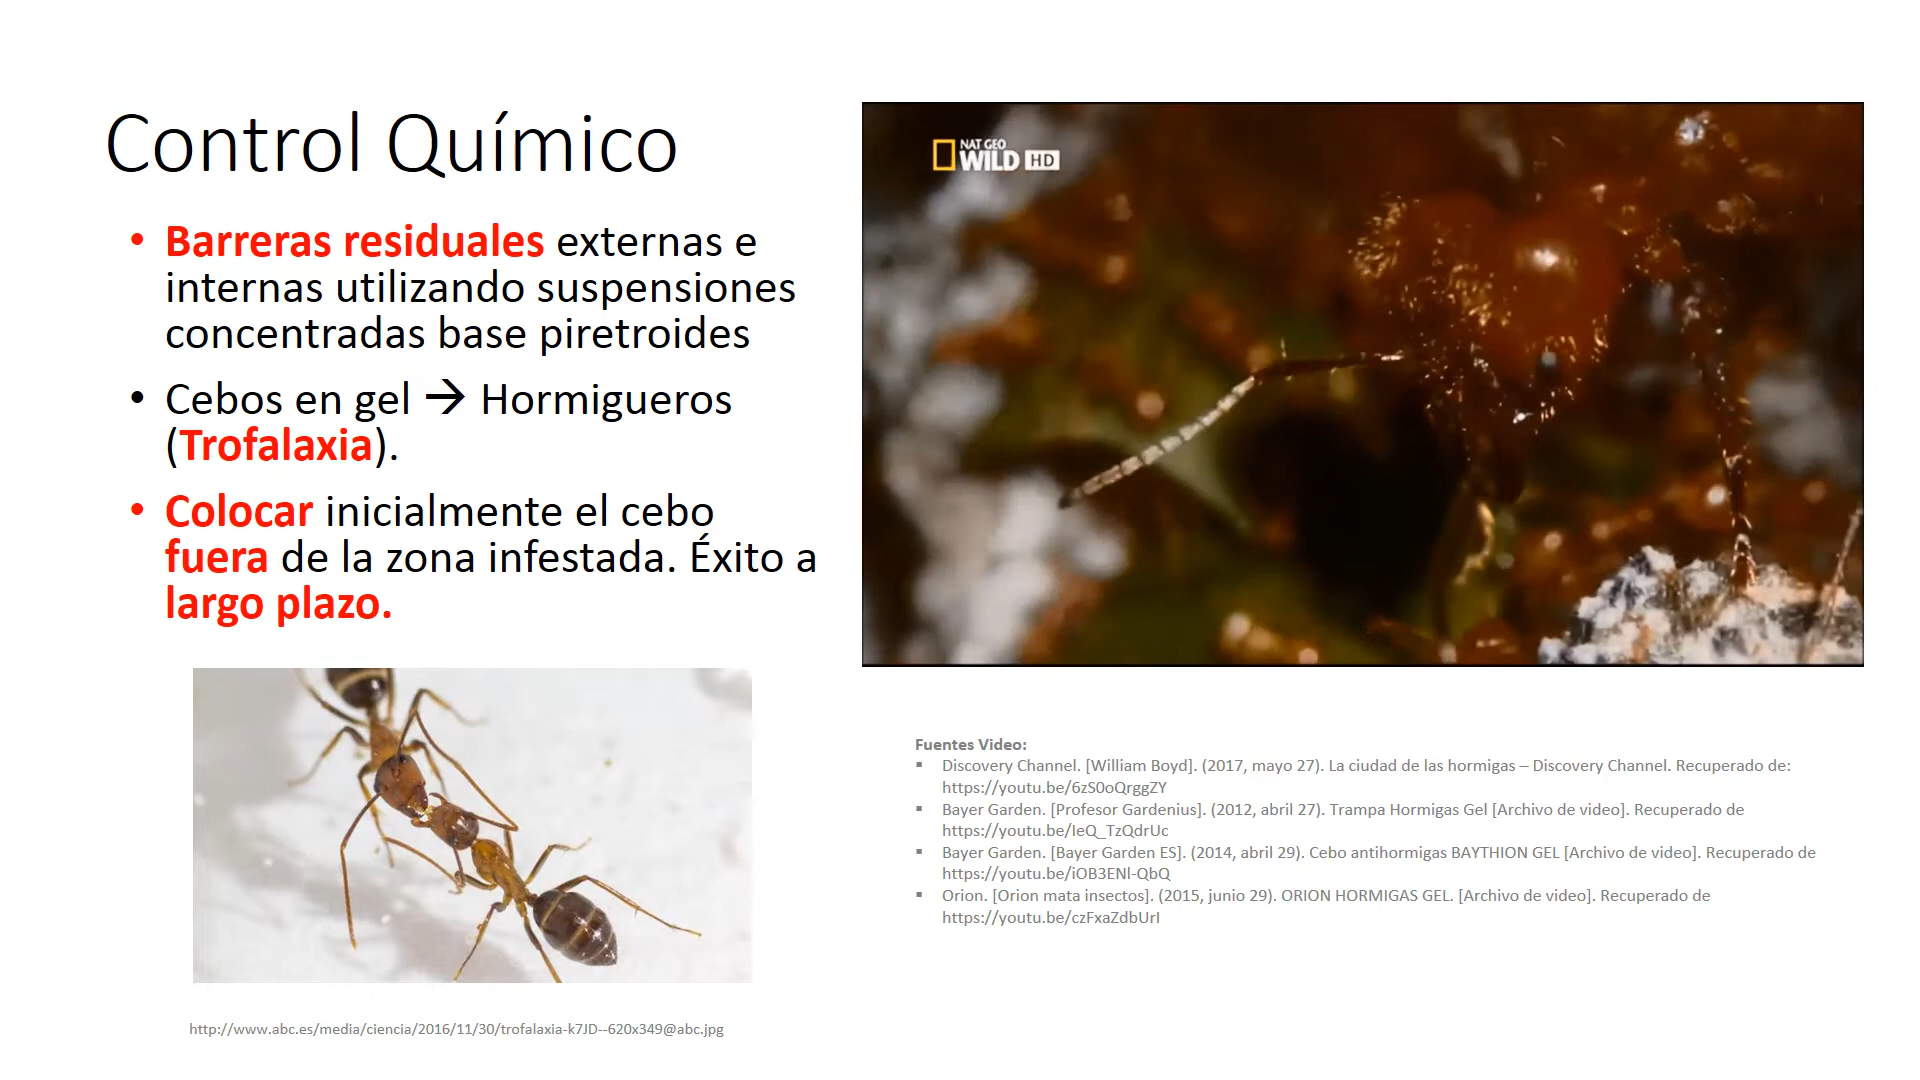 Control Químico
• Barreras residuales externas e
internas utilizando suspensiones
concentradas base piretroides
• Cebos en gel → Hormigueros
(Trofalaxia).
• Colocar inicialmente el cebo
fuera de la zona infestada. Éxito a
largo plazo.
http://www.abc.es/media/ciencia/2016/11/30/trofalaxia-k7JD--620x349@abc.jpg
NAT GEO
WILD HD
Fuentes Video:
▪ Discovery Channel. [William Boyd]. (2017, mayo 27). La ciudad de las hormigas – Discovery Channel. Recuperado de:
https://youtu.be/6zS0oQrggZY
▪ Bayer Garden. [Profesor Gardenius]. (2012, abril 27). Trampa Hormigas Gel [Archivo de video]. Recuperado de
https://youtu.be/IeQ_TzQdrUc
▪ Bayer Garden. [Bayer Garden ES]. (2014, abril 29). Cebo antihormigas BAYTHION GEL [Archivo de video]. Recuperado de
https://youtu.be/iOB3ENl-QbQ
▪ Orion. [Orion mata insectos]. (2015, junio 29). ORION HORMIGAS GEL. [Archivo de video]. Recuperado de
https://youtu.be/czFxaZdbUrI